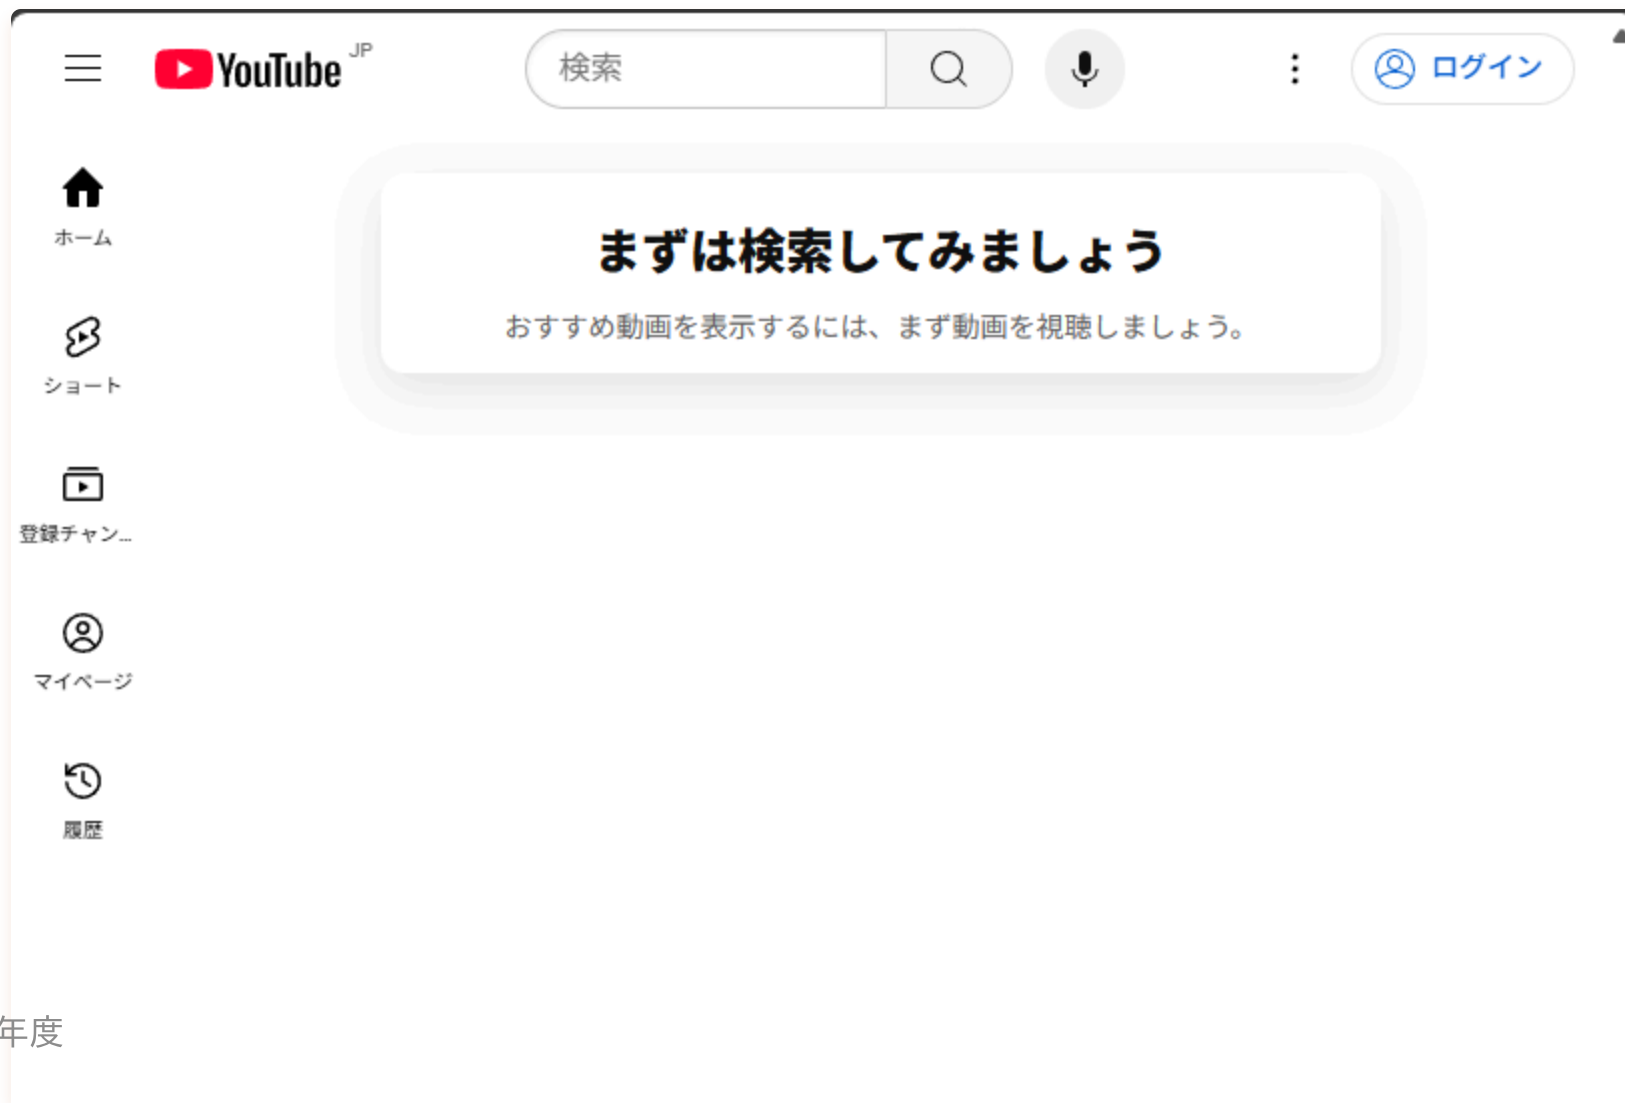 YouTube JP
検索
ログイン
まずは検索してみましょう
おすすめ動画を表示するには、まず動画を視聴しましょう。
ホーム
ショート
登録チャン...
マイページ
履歴
年度